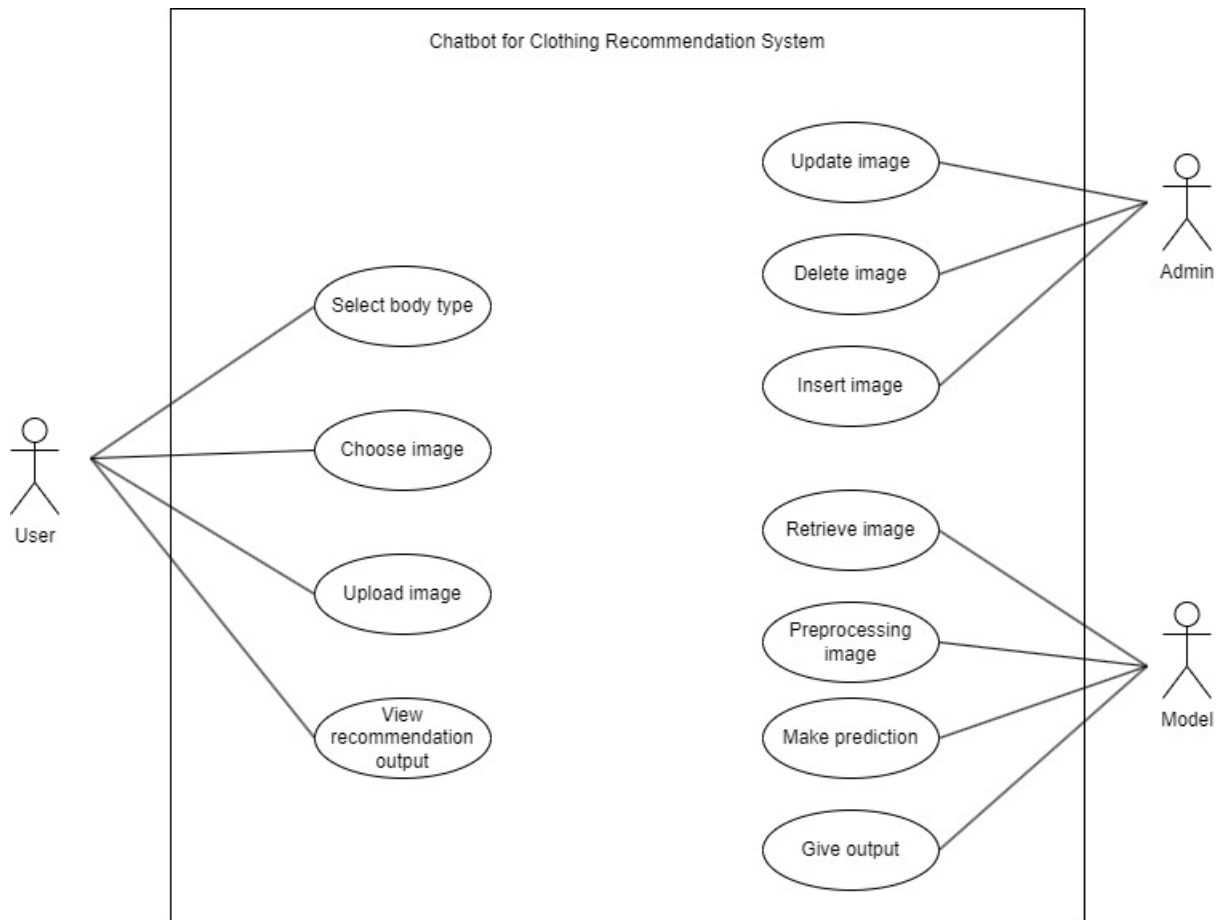 Chatbot for Clothing Recommendation System
Update image
Delete image
Insert image
Admin
Select body type
Choose image
Upload image
View
recommendation
output
User
Retrieve image
Preprocessing
image
Make prediction
Give output
Model